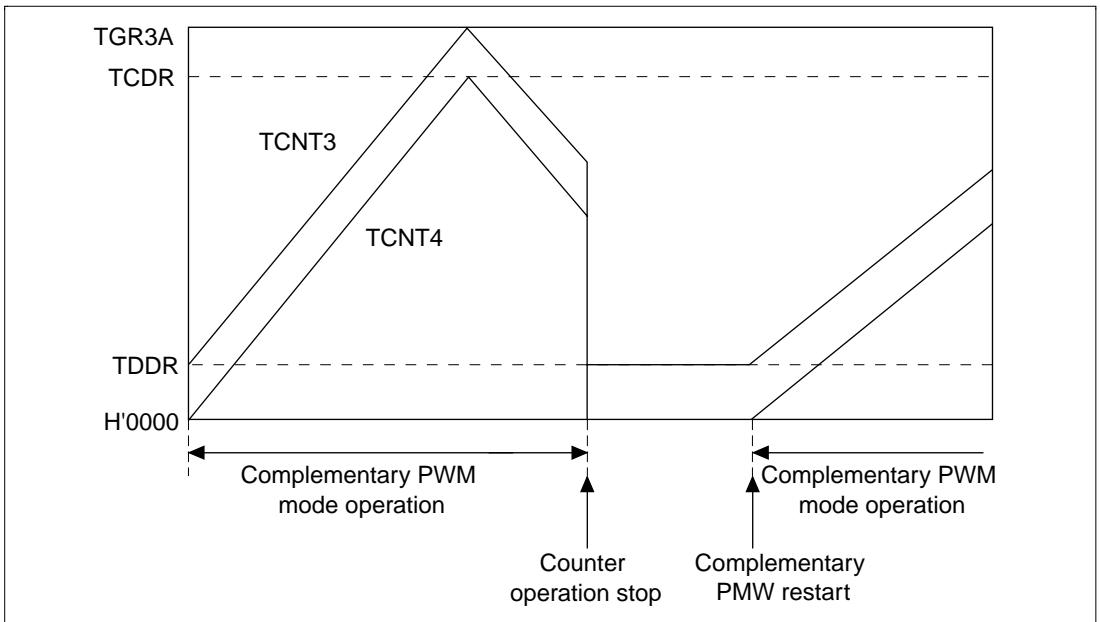 TGR3A
TCDR
TCNT3
TCNT4
TDDR
H'0000
Complementary PWM
mode operation
Complementary PWM
mode operation
Counter
operation stop
Complementary
PMW restart